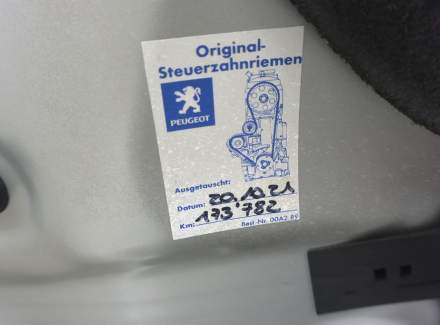 Original-
Steuerzahnriemen
PEUGEOT
Ausgetauscht:
Datum: 20.10.21
Km: 173'782
Best-Nr. 00A2 89